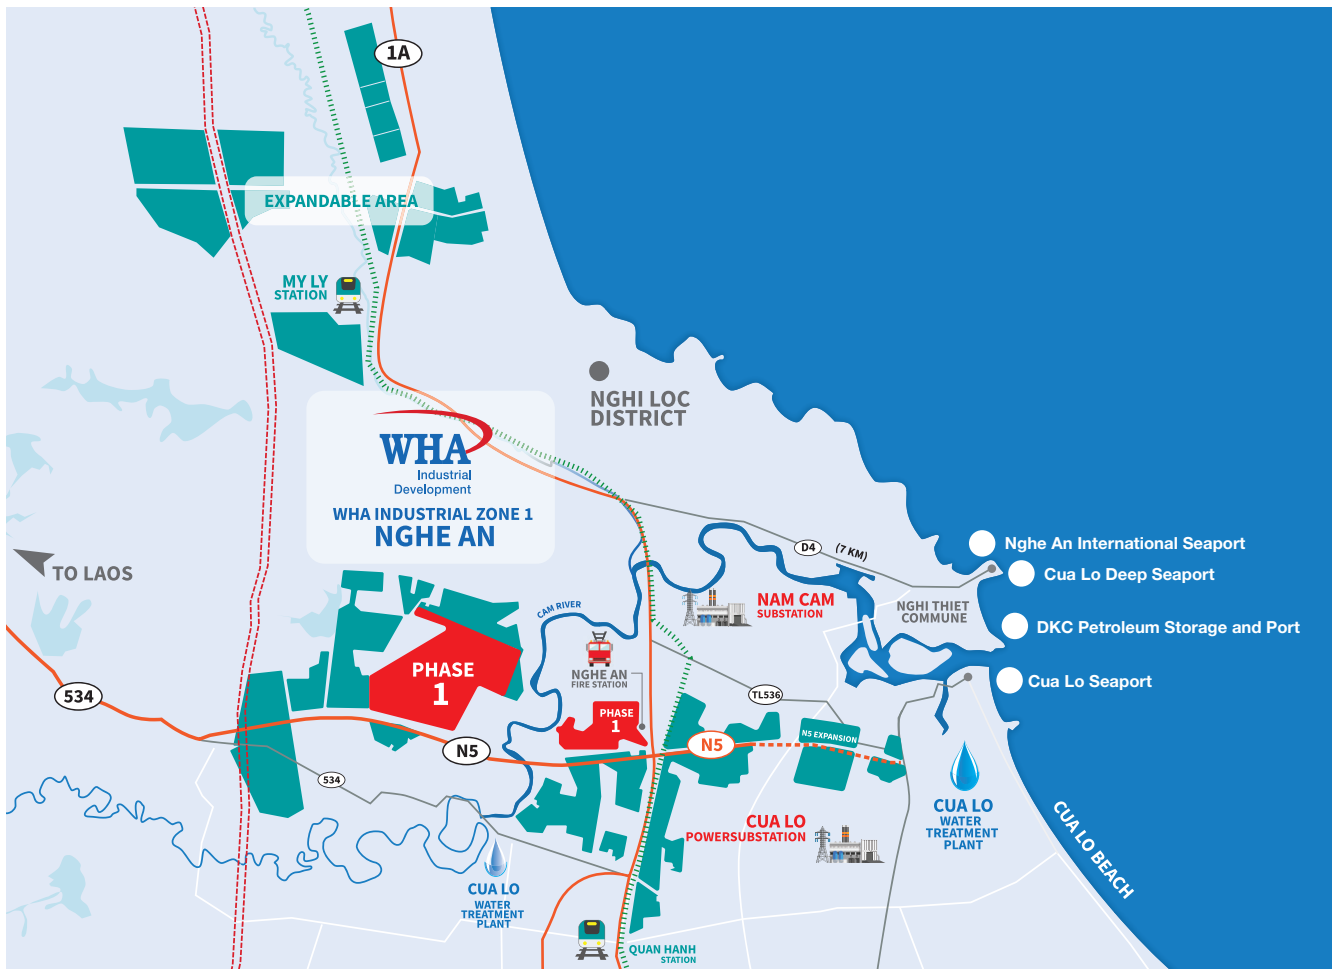 1A
EXPANDABLE AREA
MY LY
STATION
NGHI LOC
DISTRICT
WHA
Industrial
Development
WHA INDUSTRIAL ZONE 1
NGHE AN
TO LAOS
D4
(7 KM)
Nghe An International Seaport
Cua Lo Deep Seaport
NGHI THIET
COMMUNE
DKC Petroleum Storage and Port
Cua Lo Seaport
NAM CAM
SUBSTATION
CAM RIVER
NGHE AN
FIRE STATION
PHASE
1
PHASE
1
534
TL536
N5
N5
N5 EXPANSION
534
CUA LO
POWERSUBSTATION
CUA LO
WATER
TREATMENT
PLANT
CUA LO BEACH
CUA LO
WATER
TREATMENT
PLANT
QUAN HANH
STATION